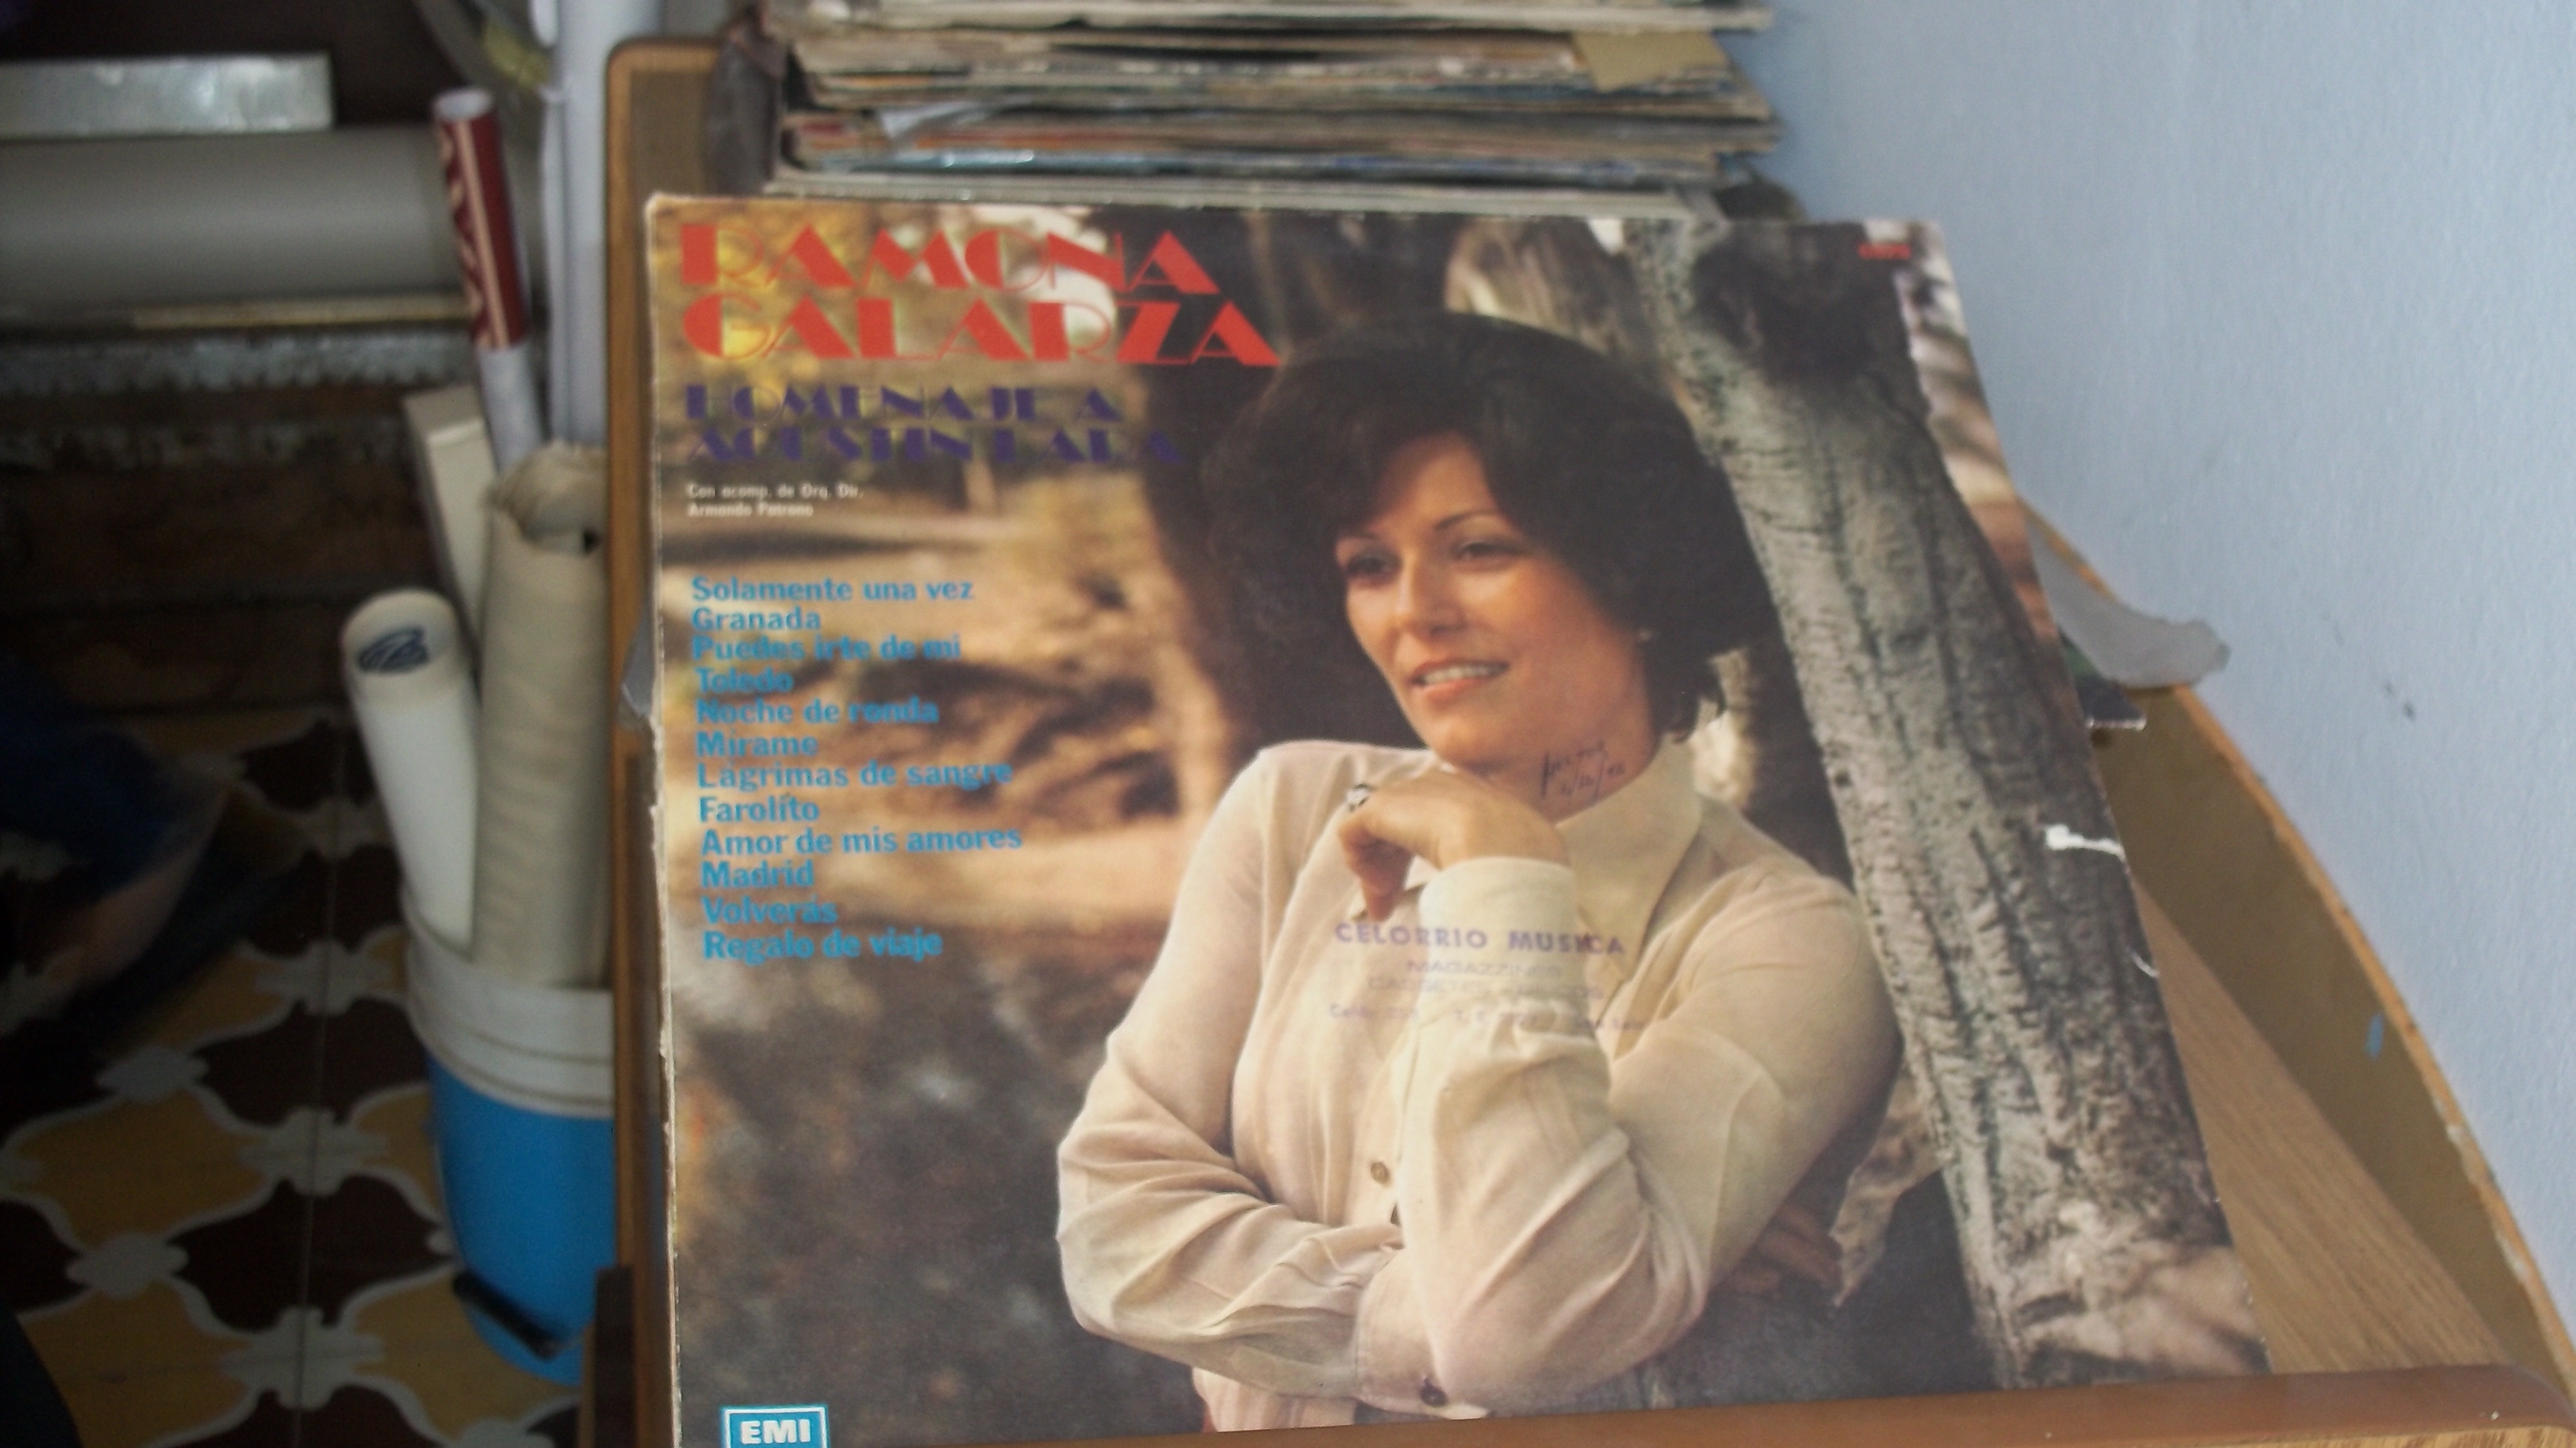 RAMONA
GALARZA
HOMENAJE A
AGUSTIN LARA
Con acomp. de Orq. Dir.
Armando Patrono
Solamente una vez
Granada
Puedes irte de mi
Toledo
Noche de ronda
Mírame
Lágrimas de sangre
Farolito
Amor de mis amores
Madrid
Volverás
Regalo de viaje
CELORRIO MUSICA
EMI